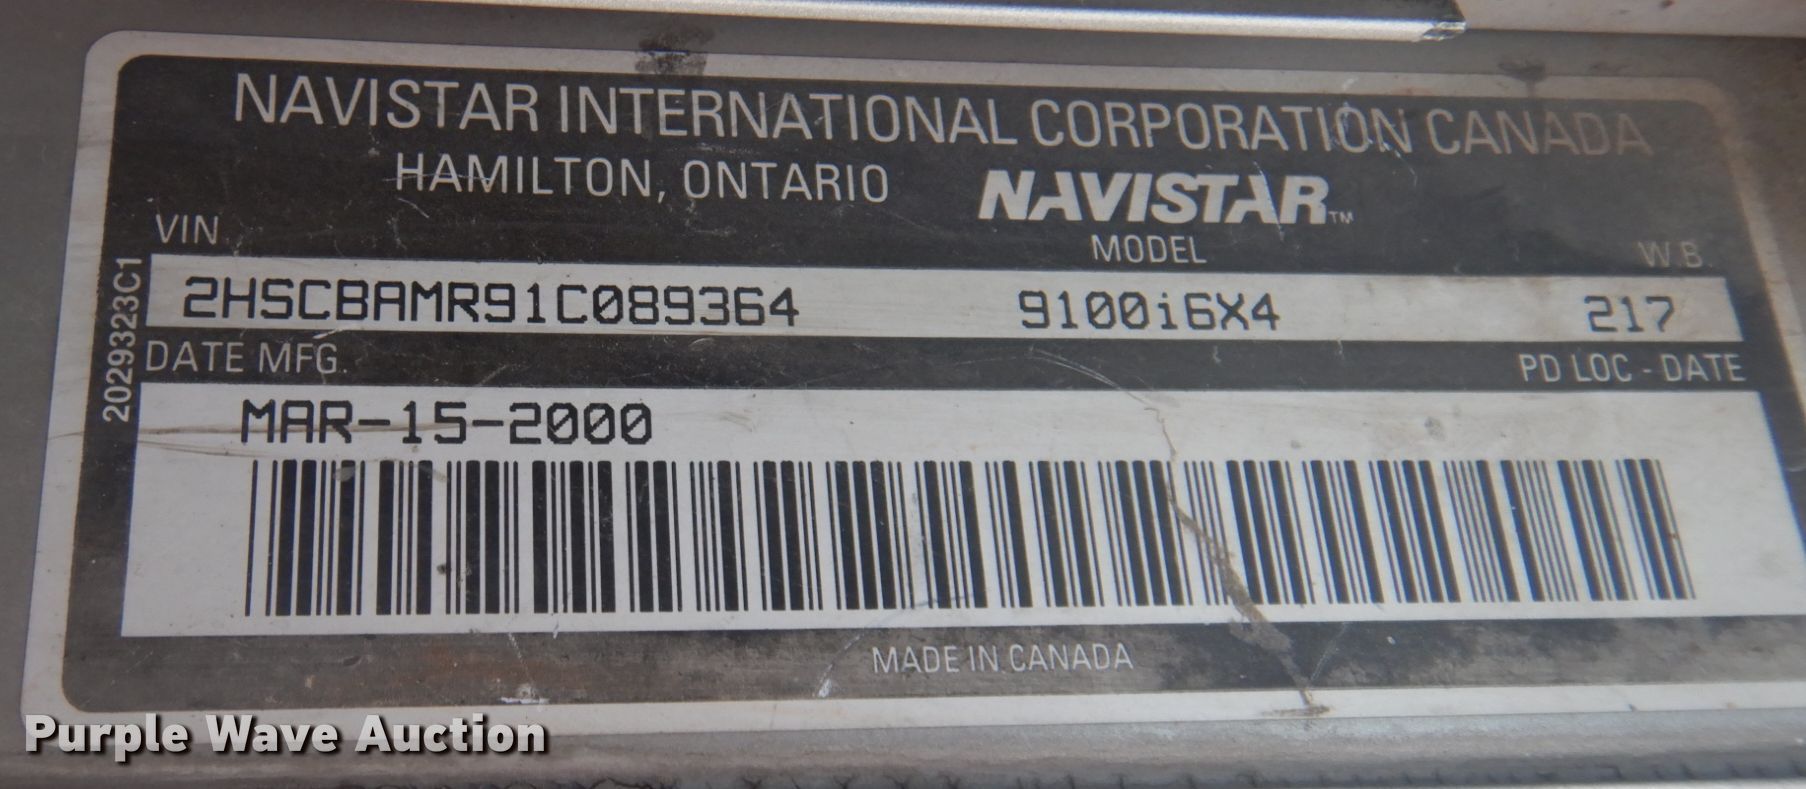 NAVISTAR INTERNATIONAL CORPORATION CANADA
HAMILTON, ONTARIO NAVISTAR™
VIN MODEL W.B.
2HSCBAMR91C089364 9100i6X4 217
DATE MFG. PD LOC - DATE
MAR-15-2000
2029323C1
MADE IN CANADA
Purple Wave Auction